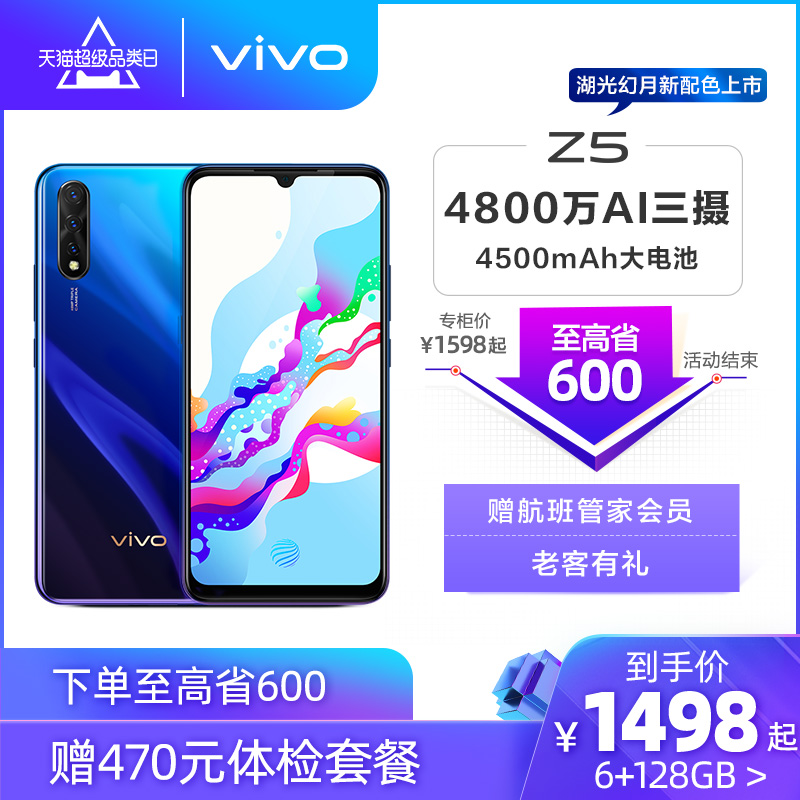 天猫超级品类日
vivo
湖光幻月新配色上市
Z5
4800万AI三摄
4500mAh大电池
专柜价
¥1598起
至高省
600
活动结束
赠航班管家会员
老客有礼
vivo
下单至高省600
赠470元体检套餐
到手价
¥1498起
6+128GB >